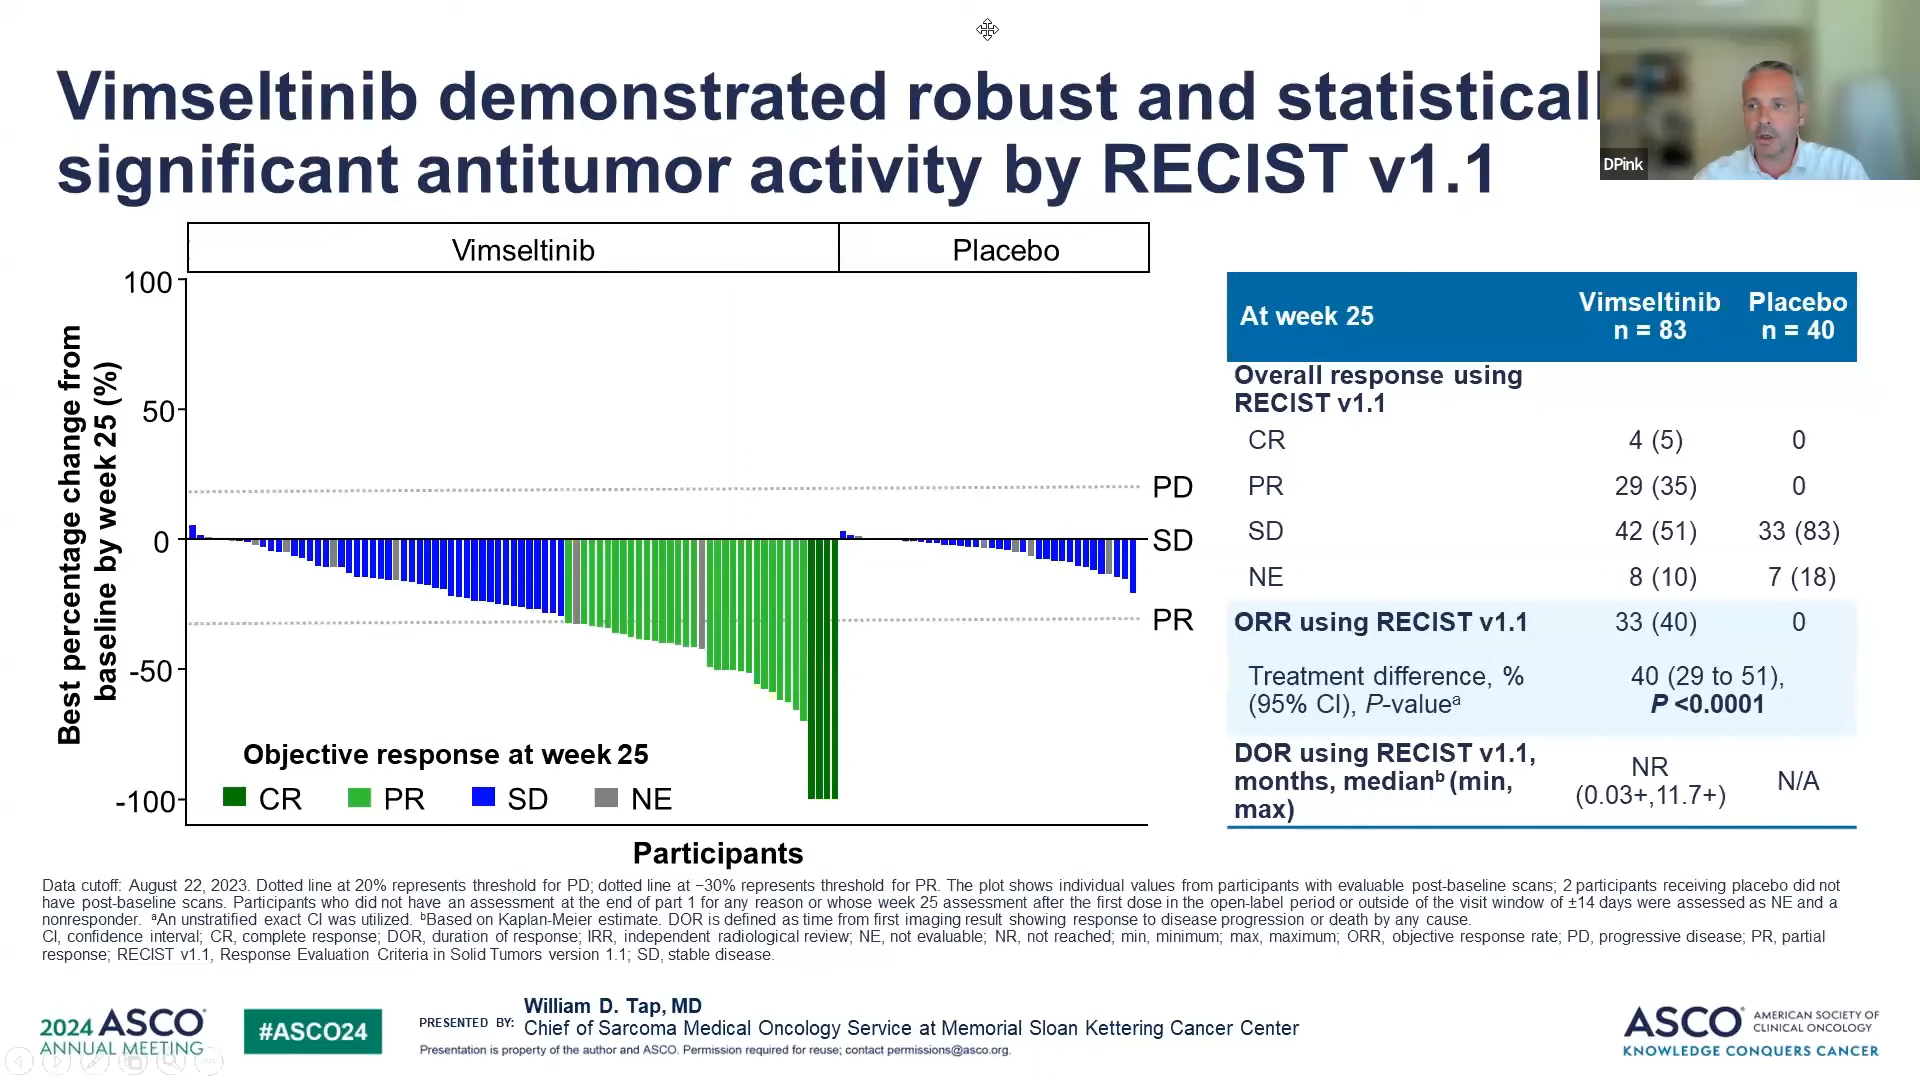 Vimseltinib demonstrated robust and statistical
significant antitumor activity by RECIST v1.1
DPink
Vimseltinib
Placebo
100
50
0
-50
-100
Best percentage change from
baseline by week 25 (%)
PD
SD
PR
Objective response at week 25
CR
PR
SD
NE
Participants
At week 25
Vimseltinib
n = 83
Placebo
n = 40
Overall response using
RECIST v1.1
CR 4 (5) 0
PR 29 (35) 0
SD 42 (51) 33 (83)
NE 8 (10) 7 (18)
ORR using RECIST v1.1 33 (40) 0
Treatment difference, %
(95% CI), P-valueᵃ
40 (29 to 51),
P <0.0001
DOR using RECIST v1.1,
months, medianᵇ (min,
max)
NR
(0.03+,11.7+)
N/A
Data cutoff: August 22, 2023. Dotted line at 20% represents threshold for PD; dotted line at −30% represents threshold for PR. The plot shows individual values from participants with evaluable post-baseline scans; 2 participants receiving placebo did not
have post-baseline scans. Participants who did not have an assessment at the end of part 1 for any reason or whose week 25 assessment after the first dose in the open-label period or outside of the visit window of ±14 days were assessed as NE and a
nonresponder. ᵃAn unstratified exact CI was utilized. ᵇBased on Kaplan-Meier estimate. DOR is defined as time from first imaging result showing response to disease progression or death by any cause.
CI, confidence interval; CR, complete response; DOR, duration of response; IRR, independent radiological review; NE, not evaluable; NR, not reached; min, minimum; max, maximum; ORR, objective response rate; PD, progressive disease; PR, partial
response; RECIST v1.1, Response Evaluation Criteria in Solid Tumors version 1.1; SD, stable disease.
2024 ASCO
ANNUAL MEETING
#ASCO24
PRESENTED BY:
William D. Tap, MD
Chief of Sarcoma Medical Oncology Service at Memorial Sloan Kettering Cancer Center
Presentation is property of the author and ASCO. Permission required for reuse; contact permissions@asco.org.
ASCO
AMERICAN SOCIETY OF
CLINICAL ONCOLOGY
KNOWLEDGE CONQUERS CANCER